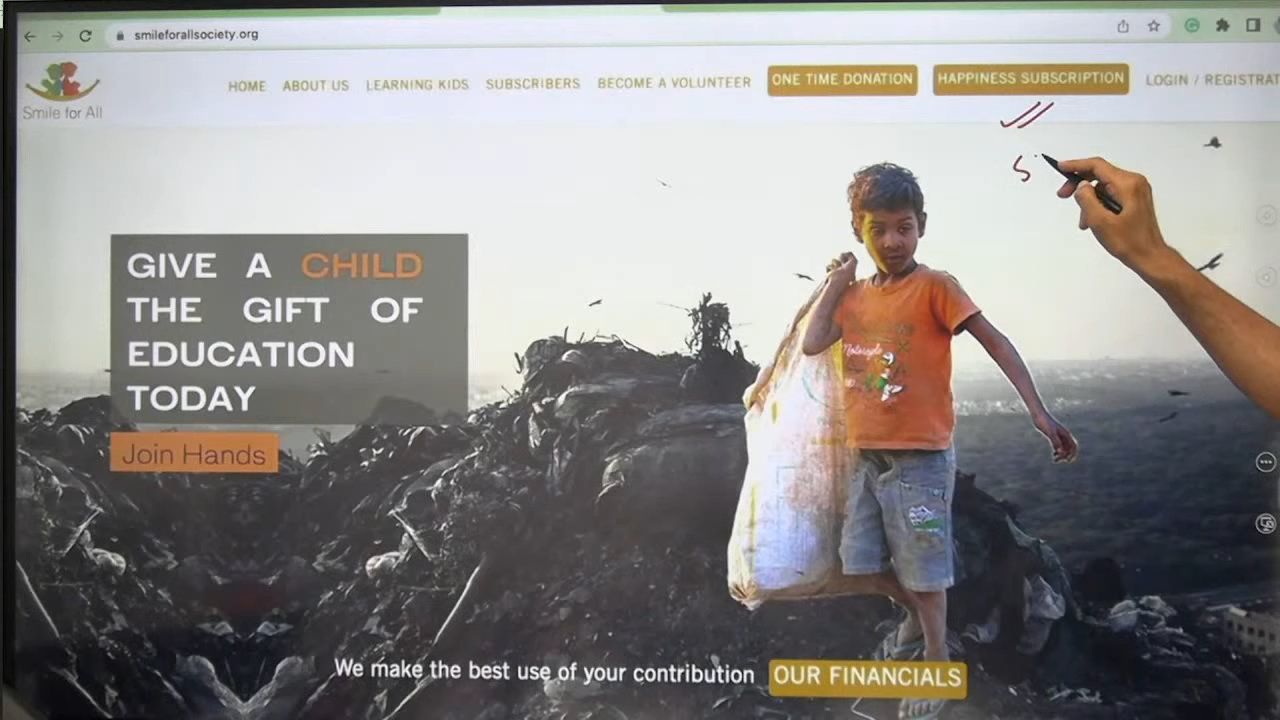 smileforallsociety.org
HOME ABOUT US LEARNING KIDS SUBSCRIBERS BECOME A VOLUNTEER ONE TIME DONATION HAPPINESS SUBSCRIPTION LOGIN / REGISTRAT
Smile for All
S
GIVE A CHILD
THE GIFT OF
EDUCATION
TODAY
Join Hands
Motorcycle
We make the best use of your contribution OUR FINANCIALS